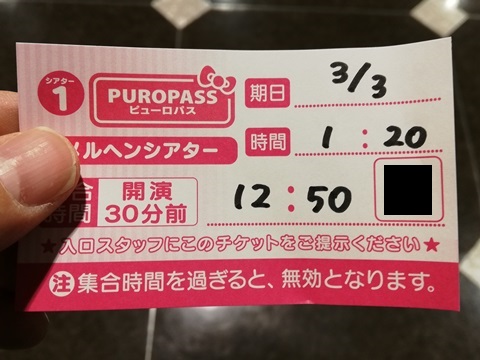 シアター
1
PUROPASS
ピューロパス
期日 3/3
メルヘンシアター
時間 1:20
合 開演
時間 30分前
12:50
★入口スタッフにこのチケットをご提示ください★
注 集合時間を過ぎると、無効となります。